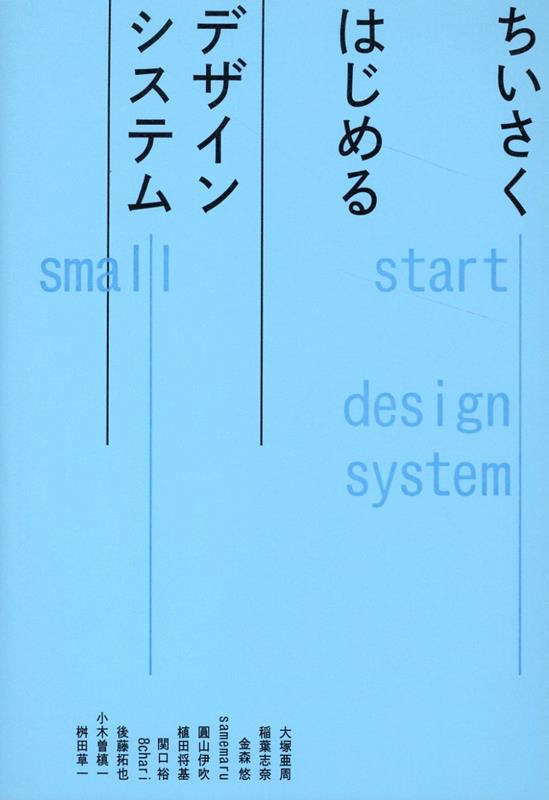 ちいさく
はじめる
デザイン
システム
small
start
design
system
大塚亜周
稲葉志奈
金森悠
samemaru
圓山伊吹
植田将基
関口裕
8chari
後藤拓也
小木曽槙一
桝田草一